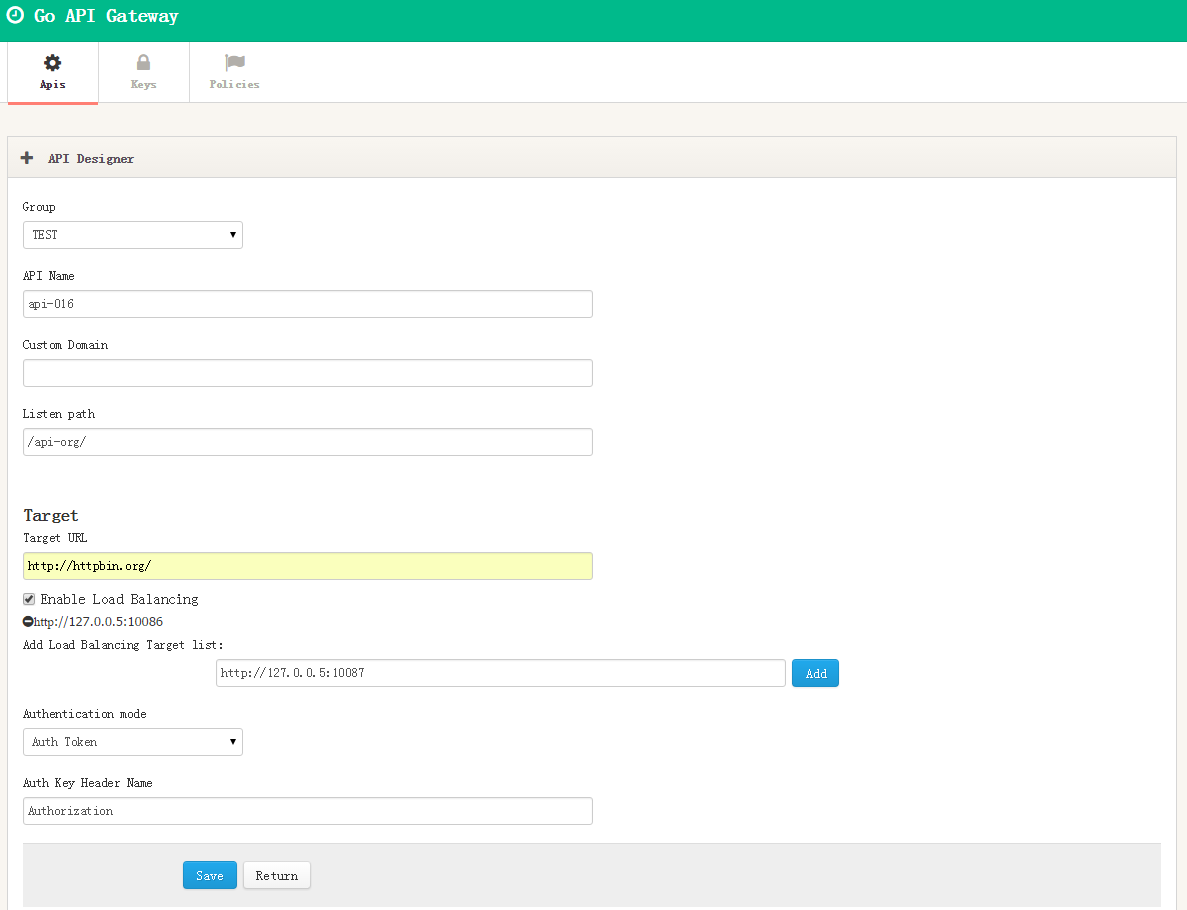 Go API Gateway
Apis
Keys
Policies
API Designer
Group
TEST
API Name
api-016
Custom Domain
Listen path
/api-org/
Target
Target URL
http://httpbin.org/
Enable Load Balancing
http://127.0.0.5:10086
Add Load Balancing Target list:
http://127.0.0.5:10087 Add
Authentication mode
Auth Token
Auth Key Header Name
Authorization
Save Return